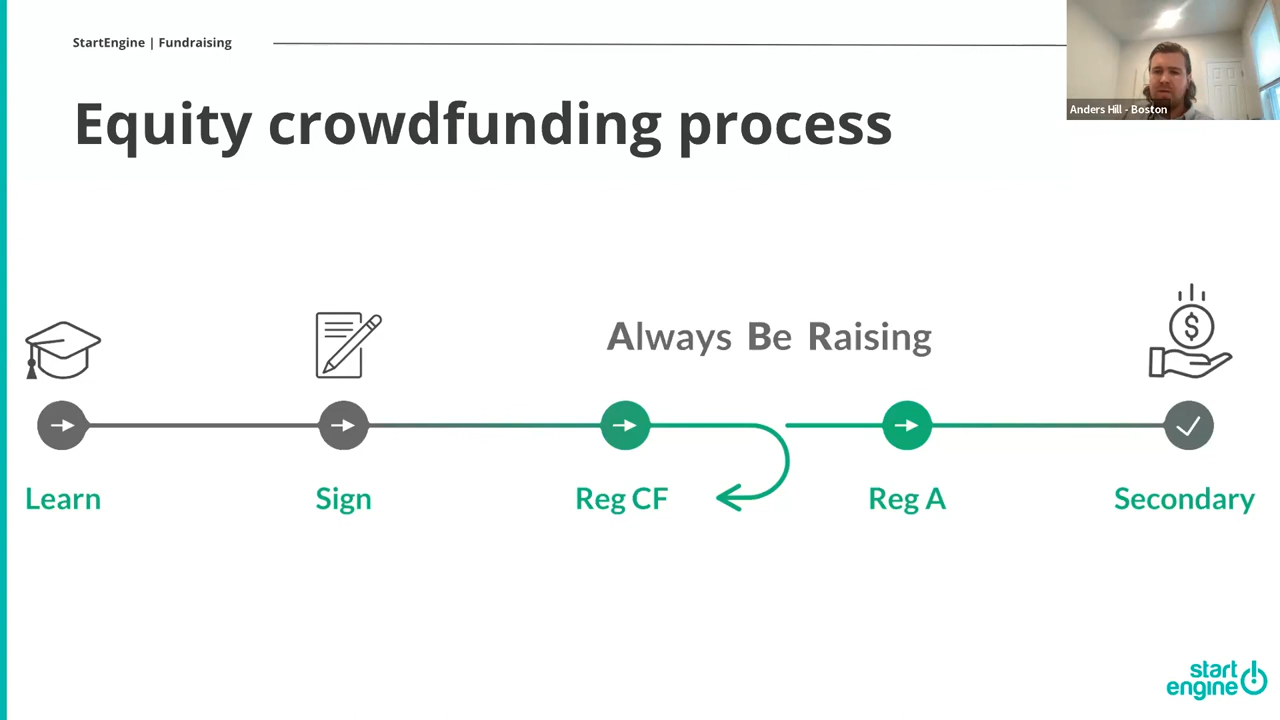 StartEngine | Fundraising
Anders Hill - Boston
Equity crowdfunding process
Always Be Raising
$
Learn
Sign
Reg CF
Reg A
Secondary
start
engine